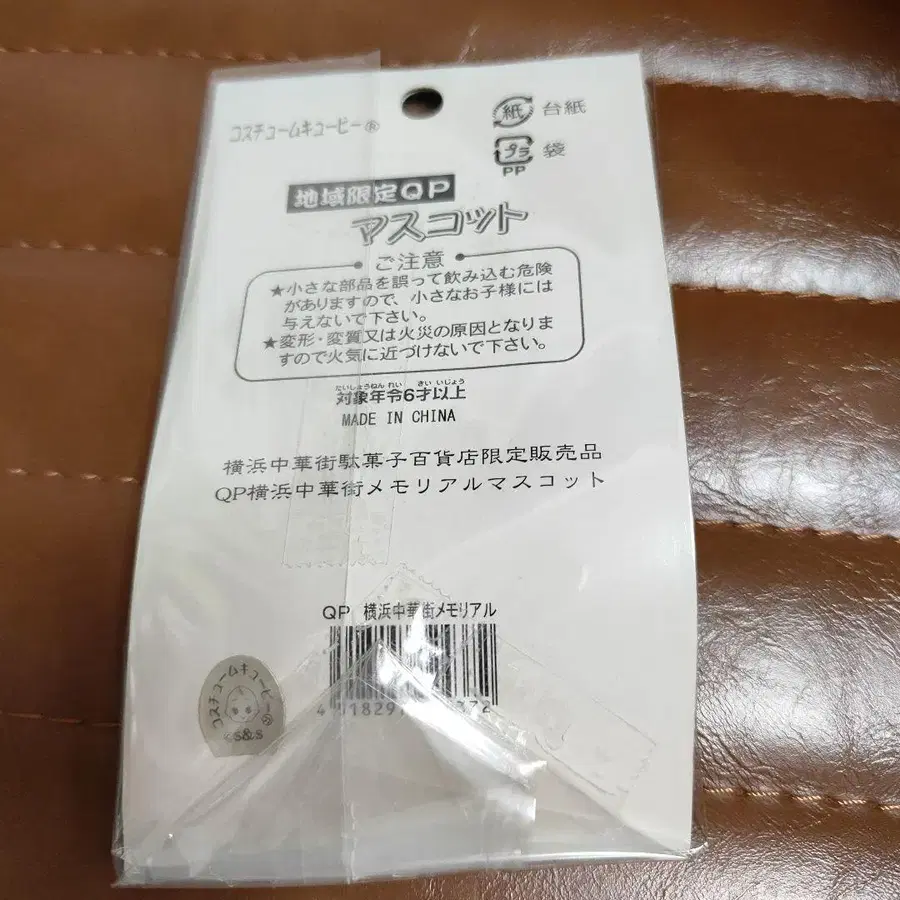 コスチュームキューピー®
紙 台紙
プラ 袋
PP
地域限定QP
マスコット
ご注意
★小さな部品を誤って飲み込む危険
がありますので、小さなお子様には
与えないで下さい。
★変形・変質又は火災の原因となりま
すので火気に近づけないで下さい。
たいしょうねんれい さいいじょう
対象年令6才以上
MADE IN CHINA
横浜中華街駄菓子百貨店限定販売品
QP横浜中華街メモリアルマスコット
QP 横浜中華街メモリアル
コスチュームキューピー®
©S&S